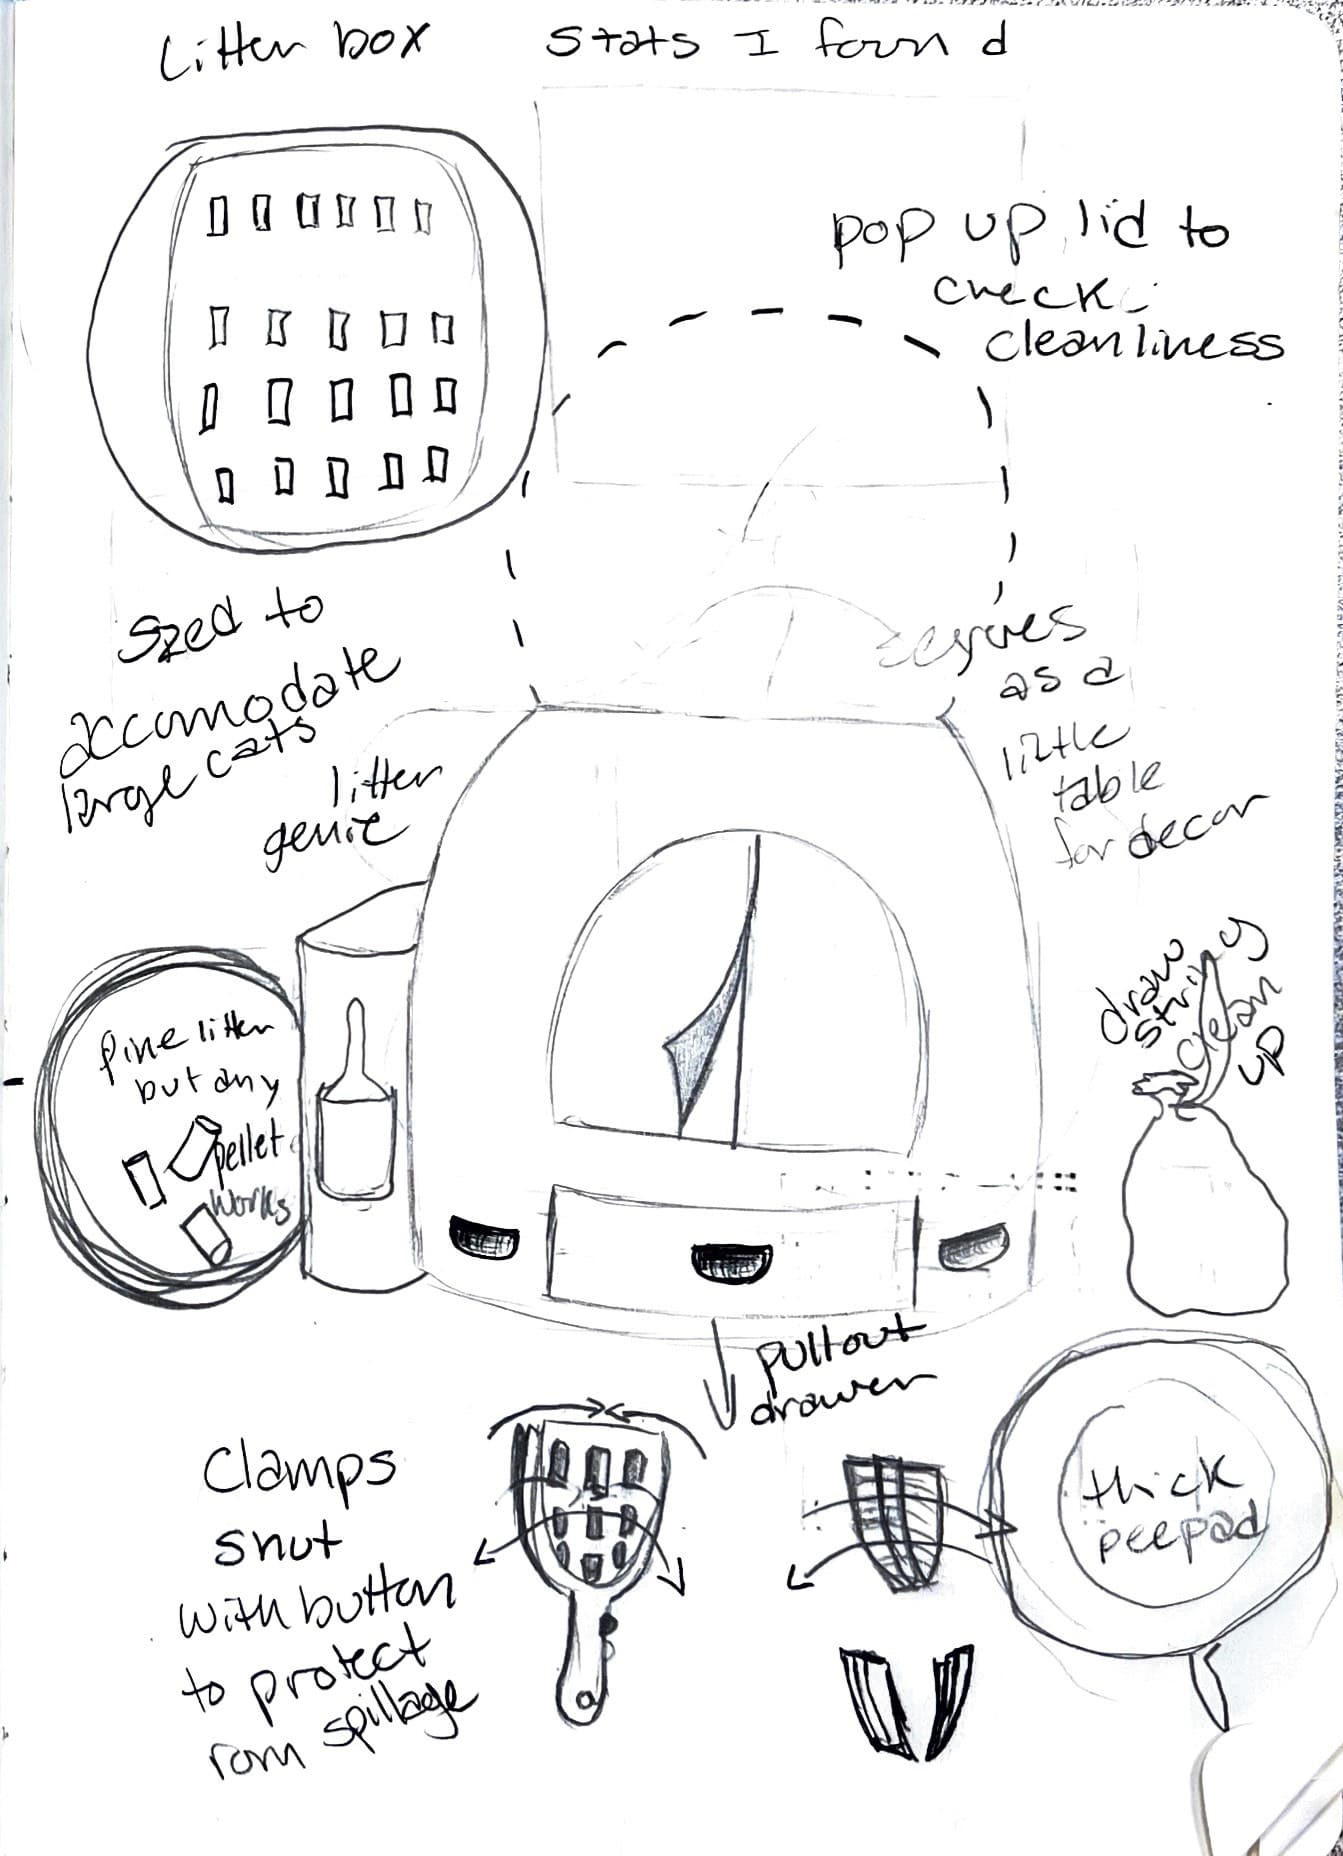 Litter box stats I foun d
pop up lid to
check
cleanliness
Szed to
accomodate
large cats
serves
as a
little
table
for decor
litter
genie
pine litter
but any
pellet
works
draw
string
clean
up
pullout
drawer
Clamps
shut
with button
to protect
rom spillage
thick
peepad